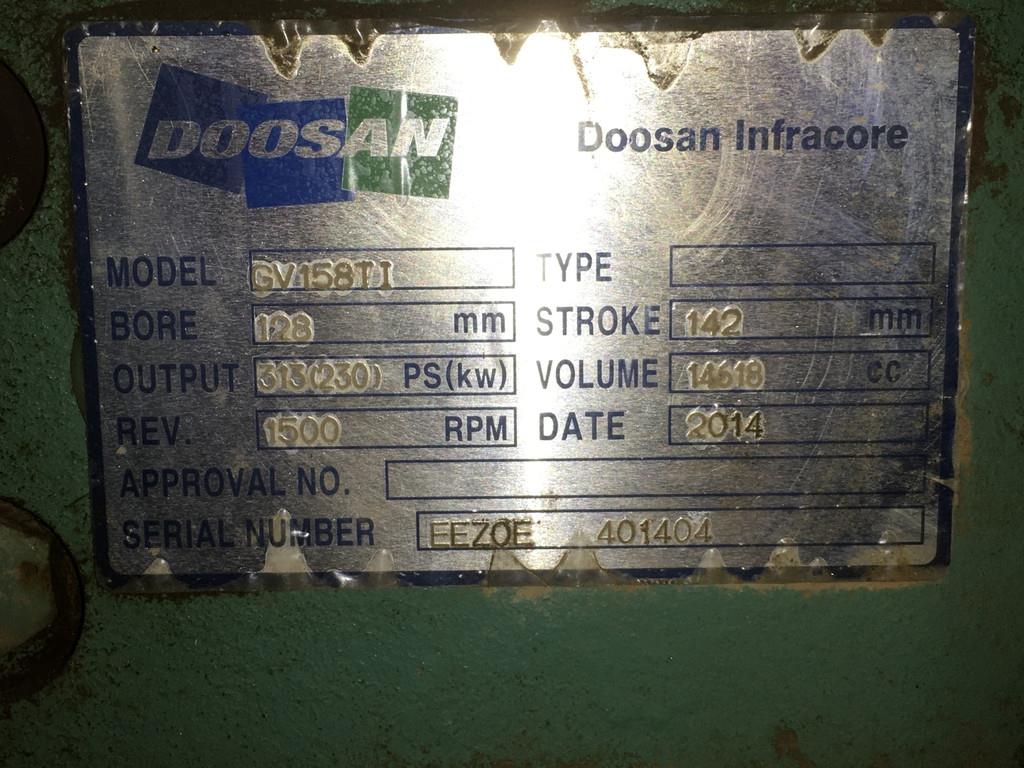 DOOSAN
Doosan Infracore
MODEL GV158TI TYPE
BORE 128 mm STROKE 142 mm
OUTPUT 313(230) PS(kw) VOLUME 14618 cc
REV. 1500 RPM DATE 2014
APPROVAL NO.
SERIAL NUMBER EEZOE 401404